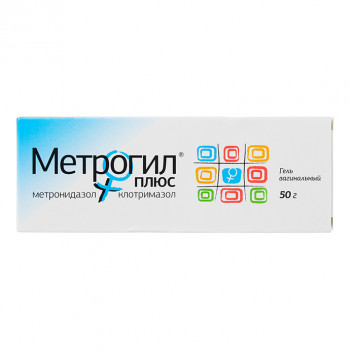 Метрогил®
плюс
метронидазол клотримазол
Гель
вагинальный
50 г